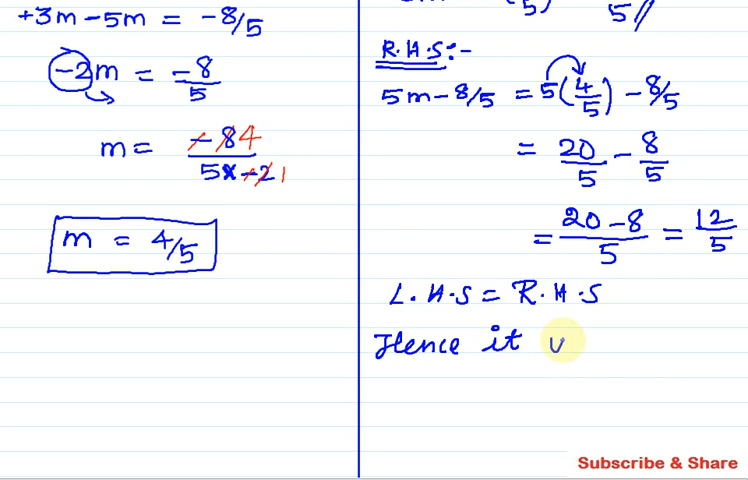 +3m - 5m = -8/5
-2m = -8/5
m = -8 4 / 5 × -2 1
m = 4/5
R.H.S:-
5m - 8/5 = 5(4/5) - 8/5
= 20/5 - 8/5
= 20-8/5 = 12/5
L.H.S = R.H.S
Hence it v
Subscribe & Share